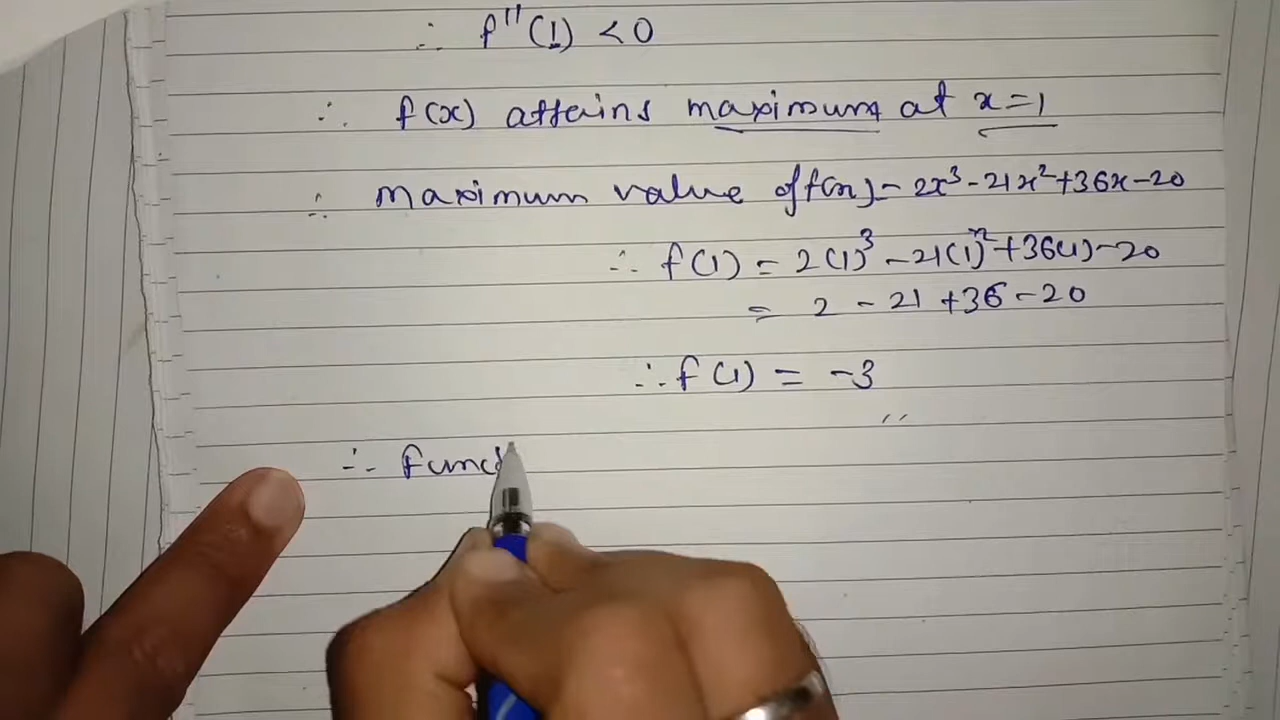 ∴ f''(1) < 0
∴ f(x) attains maximum at x=1
∴ maximum value of f(x) = 2x³-21x²+36x-20
∴ f(1) = 2(1)³-21(1)²+36(1)-20
= 2-21+36-20
∴ f(1) = -3
∴ Funct